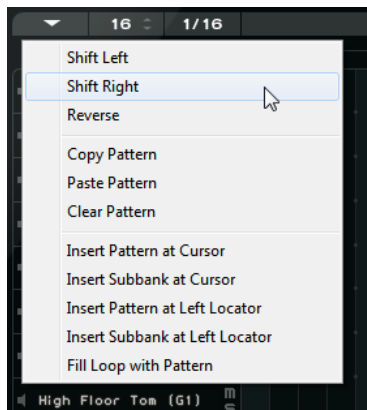 16 1/16
Shift Left
Shift Right
Reverse
Copy Pattern
Paste Pattern
Clear Pattern
Insert Pattern at Cursor
Insert Subbank at Cursor
Insert Pattern at Left Locator
Insert Subbank at Left Locator
Fill Loop with Pattern
High Floor Tom (G1) m
s